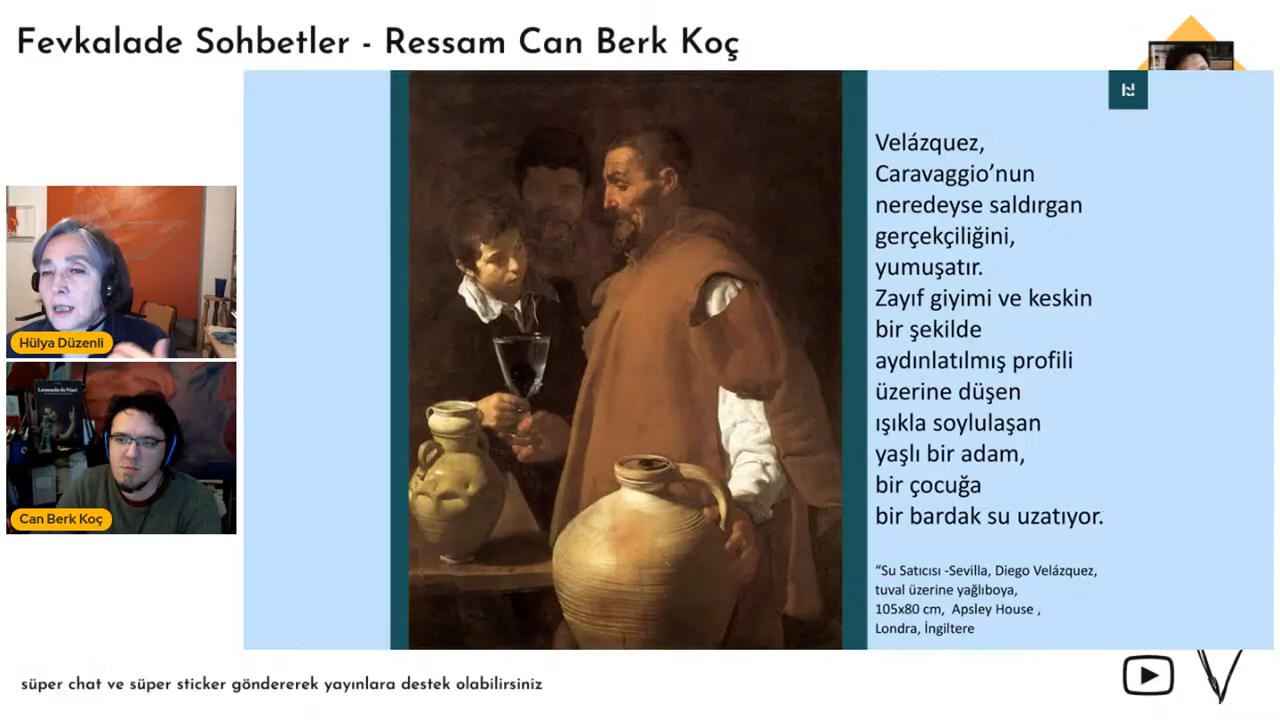 Fevkalade Sohbetler - Ressam Can Berk Koç
Velázquez,
Caravaggio’nun
neredeyse saldırgan
gerçekçiliğini,
yumuşatır.
Zayıf giyimi ve keskin
bir şekilde
aydınlatılmış profili
üzerine düşen
ışıkla soylulaşan
yaşlı bir adam,
bir çocuğa
bir bardak su uzatıyor.
“Su Satıcısı -Sevilla, Diego Velázquez,
tuval üzerine yağlıboya,
105x80 cm, Apsley House ,
Londra, İngiltere
Hülya Düzenli
Leonardo da Vinci
Can Berk Koç
süper chat ve süper sticker göndererek yayınlara destek olabilirsiniz